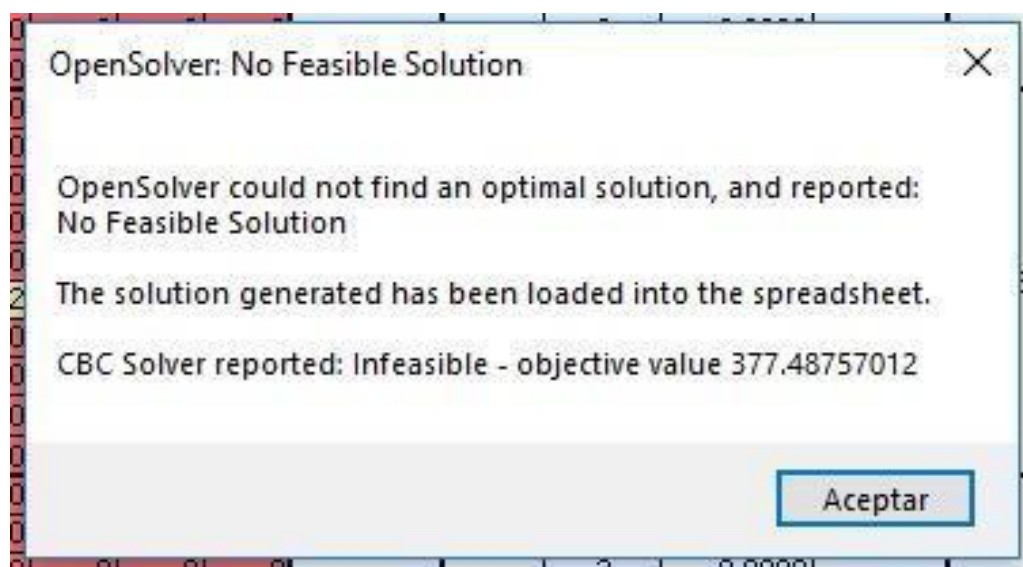 OpenSolver: No Feasible Solution
OpenSolver could not find an optimal solution, and reported:
No Feasible Solution
The solution generated has been loaded into the spreadsheet.
CBC Solver reported: Infeasible - objective value 377.48757012
Aceptar